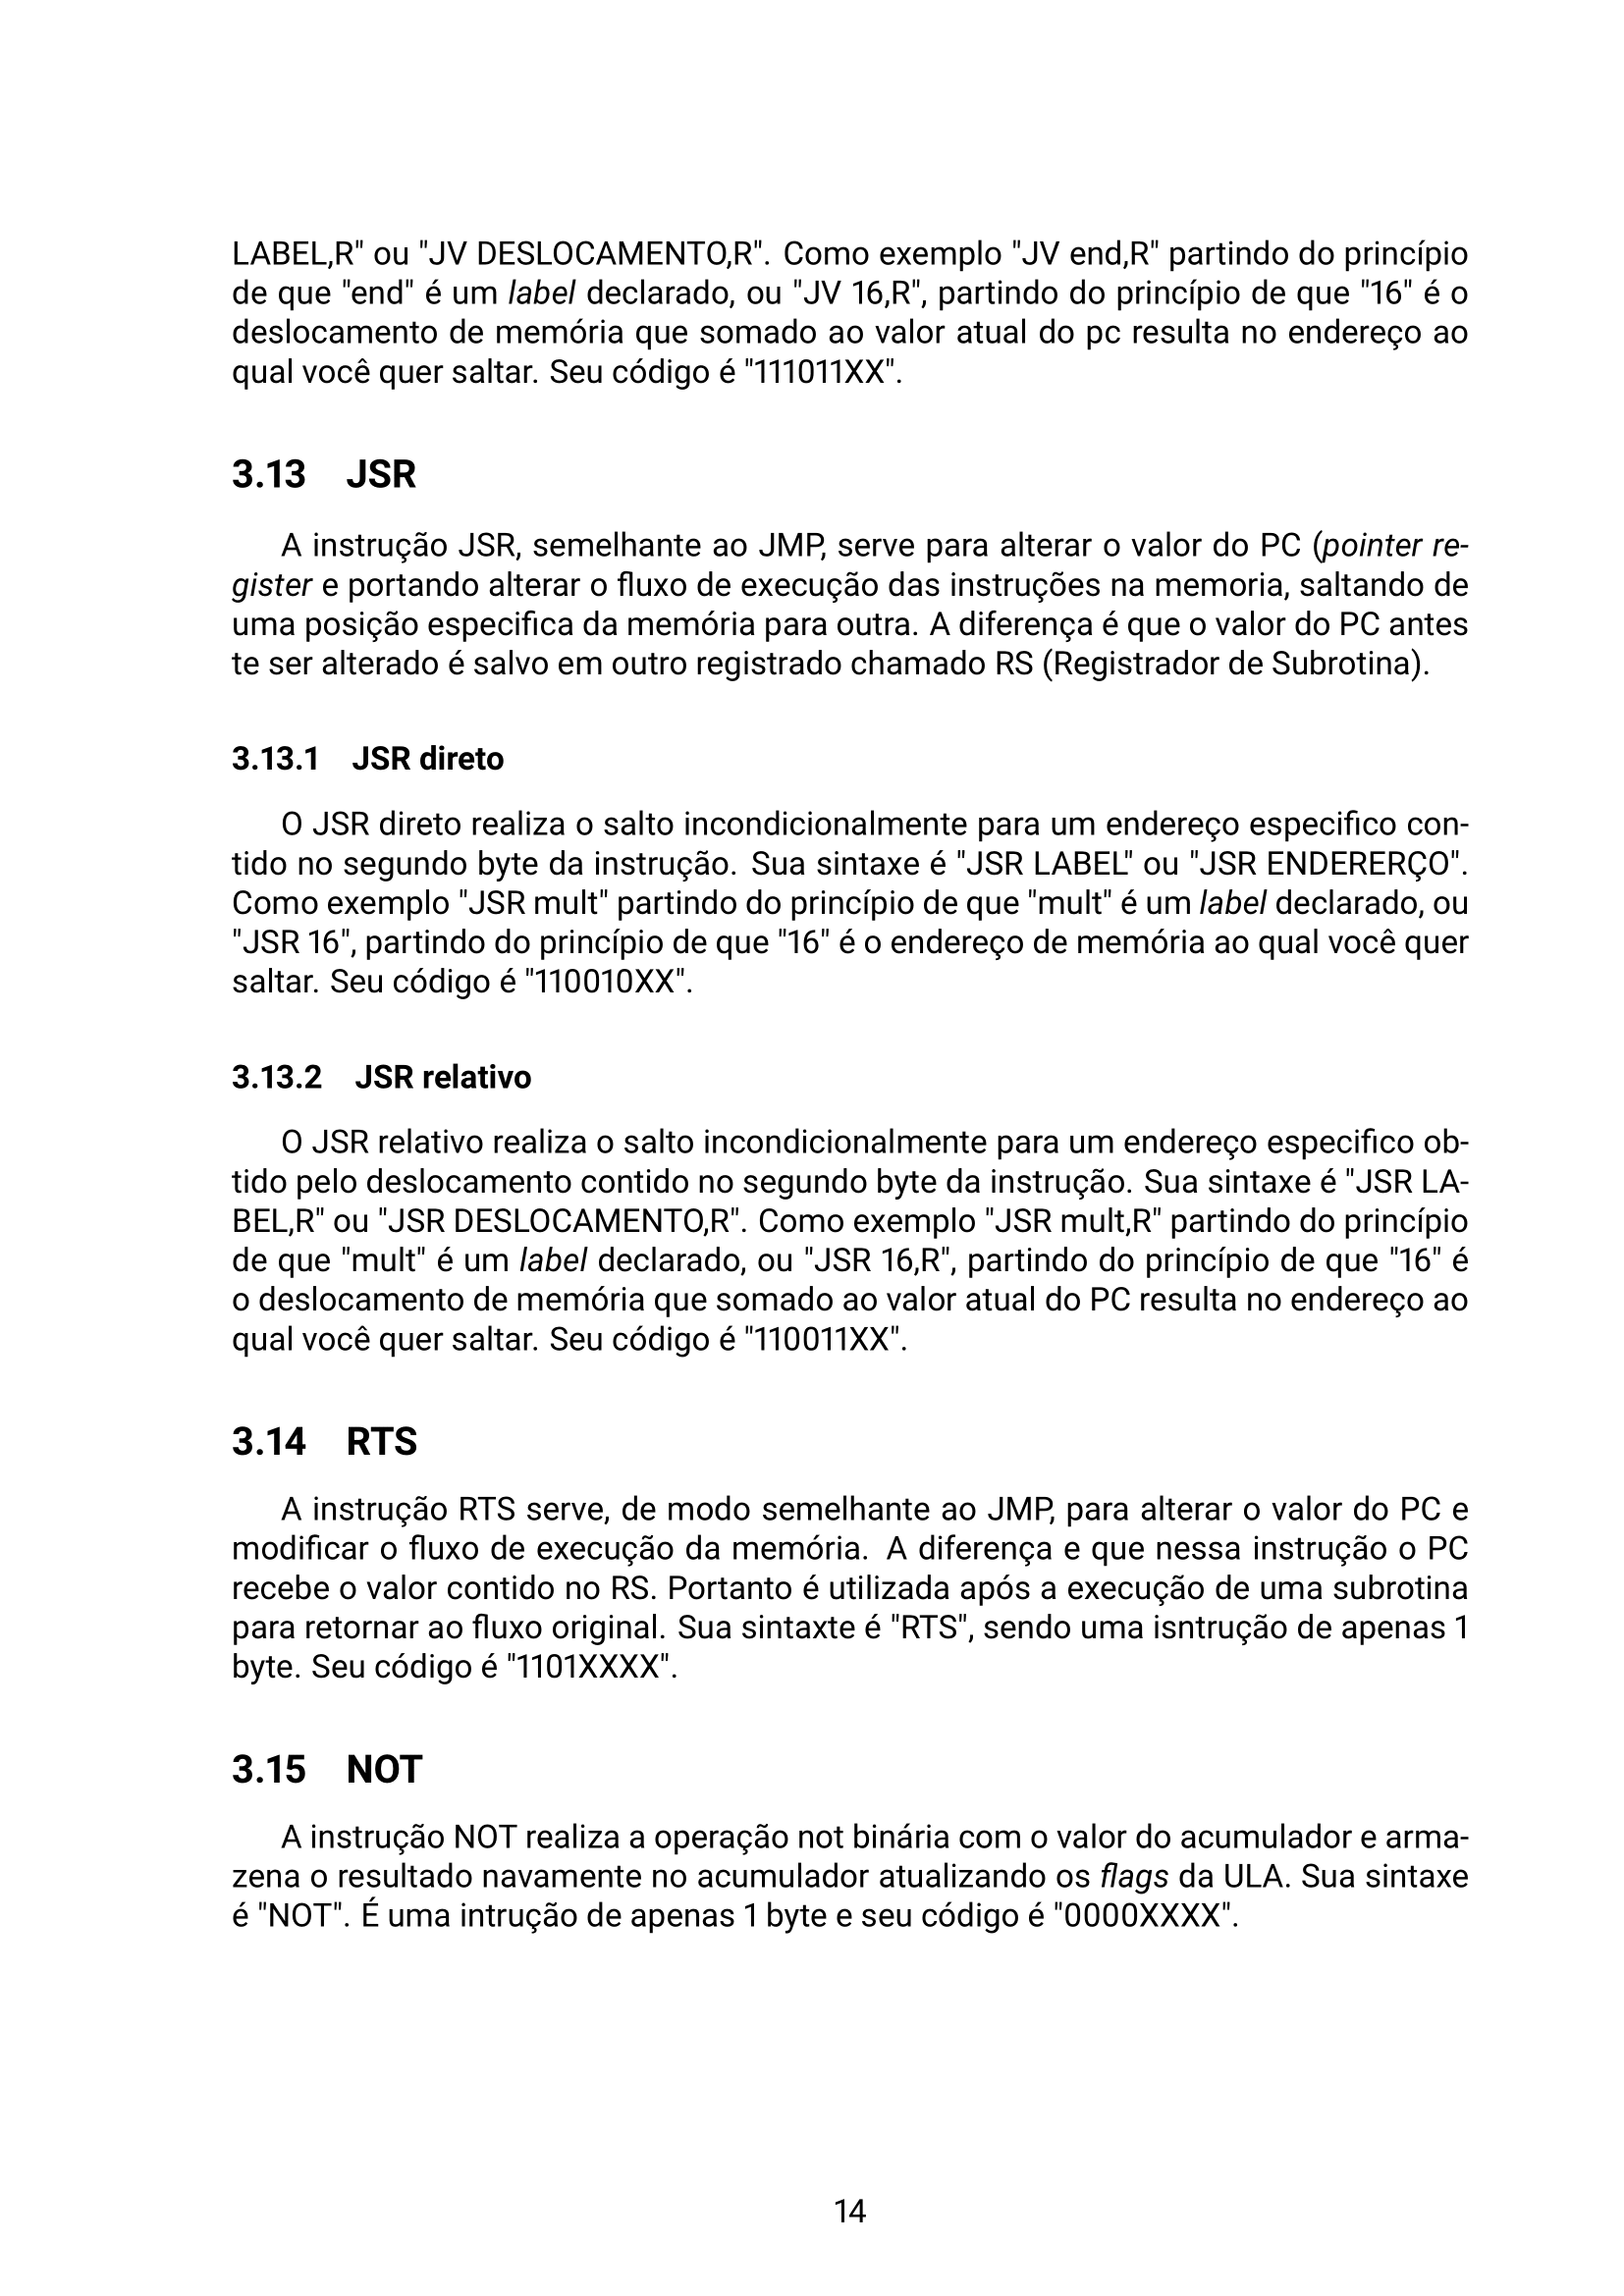 LABEL,R" ou "JV DESLOCAMENTO,R". Como exemplo "JV end,R" partindo do princípio
de que "end" é um label declarado, ou "JV 16,R", partindo do princípio de que "16" é o
deslocamento de memória que somado ao valor atual do pc resulta no endereço ao
qual você quer saltar. Seu código é "111011XX".
3.13 JSR
A instrução JSR, semelhante ao JMP, serve para alterar o valor do PC (pointer re-
gister e portando alterar o fluxo de execução das instruções na memoria, saltando de
uma posição especifica da memória para outra. A diferença é que o valor do PC antes
te ser alterado é salvo em outro registrado chamado RS (Registrador de Subrotina).
3.13.1 JSR direto
O JSR direto realiza o salto incondicionalmente para um endereço especifico con-
tido no segundo byte da instrução. Sua sintaxe é "JSR LABEL" ou "JSR ENDERERÇO".
Como exemplo "JSR mult" partindo do princípio de que "mult" é um label declarado, ou
"JSR 16", partindo do princípio de que "16" é o endereço de memória ao qual você quer
saltar. Seu código é "110010XX".
3.13.2 JSR relativo
O JSR relativo realiza o salto incondicionalmente para um endereço especifico ob-
tido pelo deslocamento contido no segundo byte da instrução. Sua sintaxe é "JSR LA-
BEL,R" ou "JSR DESLOCAMENTO,R". Como exemplo "JSR mult,R" partindo do princípio
de que "mult" é um label declarado, ou "JSR 16,R", partindo do princípio de que "16" é
o deslocamento de memória que somado ao valor atual do PC resulta no endereço ao
qual você quer saltar. Seu código é "110011XX".
3.14 RTS
A instrução RTS serve, de modo semelhante ao JMP, para alterar o valor do PC e
modificar o fluxo de execução da memória. A diferença e que nessa instrução o PC
recebe o valor contido no RS. Portanto é utilizada após a execução de uma subrotina
para retornar ao fluxo original. Sua sintaxte é "RTS", sendo uma isntrução de apenas 1
byte. Seu código é "1101XXXX".
3.15 NOT
A instrução NOT realiza a operação not binária com o valor do acumulador e arma-
zena o resultado navamente no acumulador atualizando os flags da ULA. Sua sintaxe
é "NOT". É uma intrução de apenas 1 byte e seu código é "0000XXXX".
14